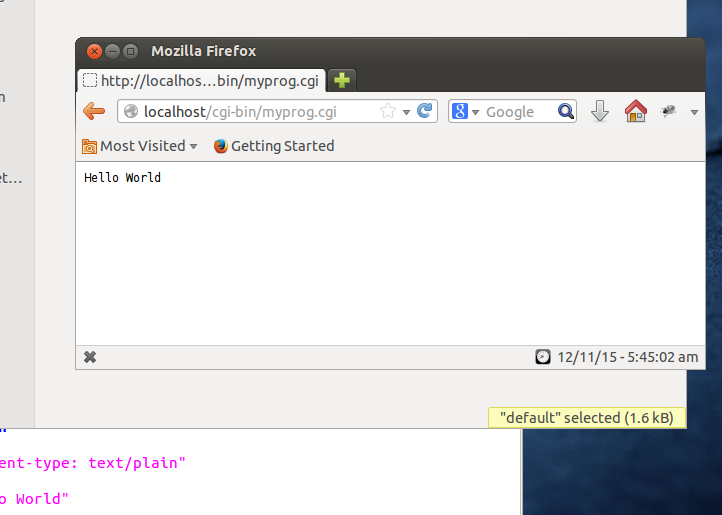 Mozilla Firefox
http://localhos...bin/myprog.cgi
localhost/cgi-bin/myprog.cgi
Google
Most Visited
Getting Started
Hello World
12/11/15 - 5:45:02 am
"default" selected (1.6 kB)
ent-type: text/plain"
o World"